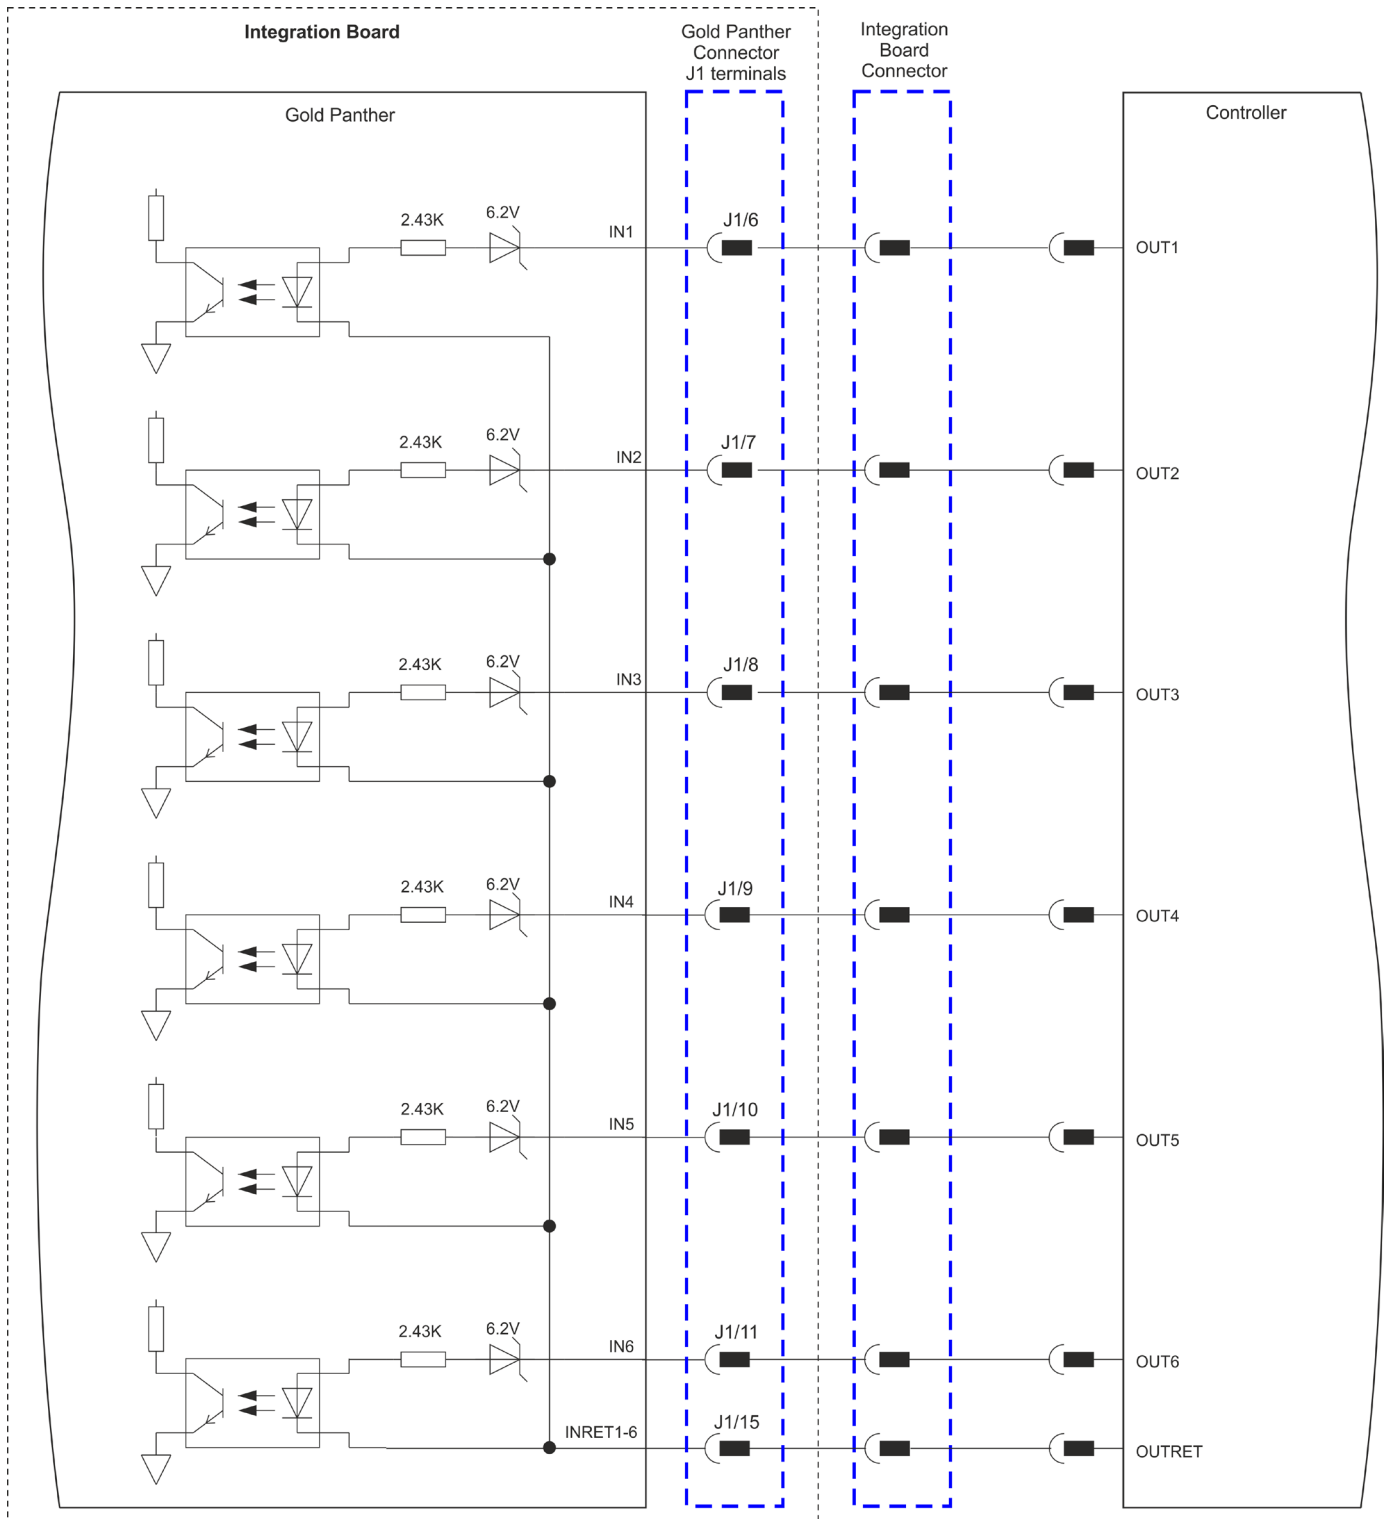 Integration Board
Gold Panther
Connector
J1 terminals
Integration
Board
Connector
Gold Panther
Controller
2.43K
6.2V
IN1
J1/6
OUT1
2.43K
6.2V
IN2
J1/7
OUT2
2.43K
6.2V
IN3
J1/8
OUT3
2.43K
6.2V
IN4
J1/9
OUT4
2.43K
6.2V
IN5
J1/10
OUT5
2.43K
6.2V
IN6
J1/11
OUT6
INRET1-6
J1/15
OUTRET